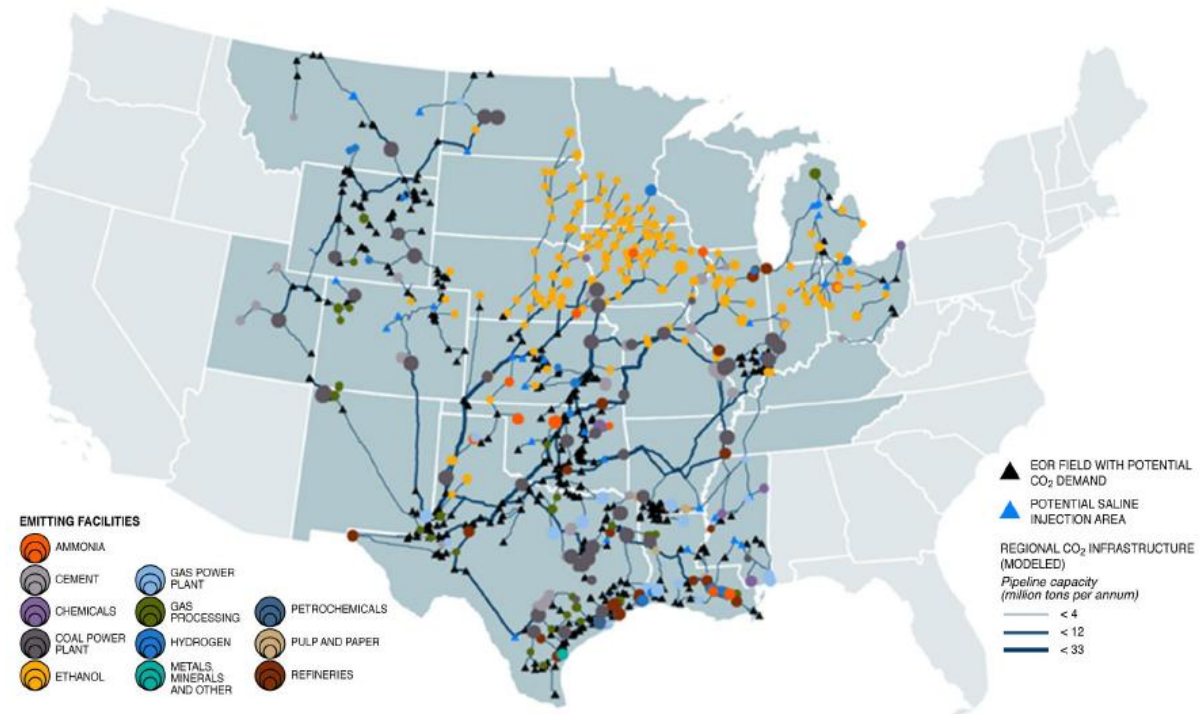 EMITTING FACILITIES
AMMONIA
CEMENT
CHEMICALS
COAL POWER
PLANT
ETHANOL
GAS POWER
PLANT
GAS
PROCESSING
HYDROGEN
METALS,
MINERALS
AND OTHER
PETROCHEMICALS
PULP AND PAPER
REFINERIES
EOR FIELD WITH POTENTIAL
CO₂ DEMAND
POTENTIAL SALINE
INJECTION AREA
REGIONAL CO₂ INFRASTRUCTURE
(MODELED)
Pipeline capacity
(million tons per annum)
< 4
< 12
< 33